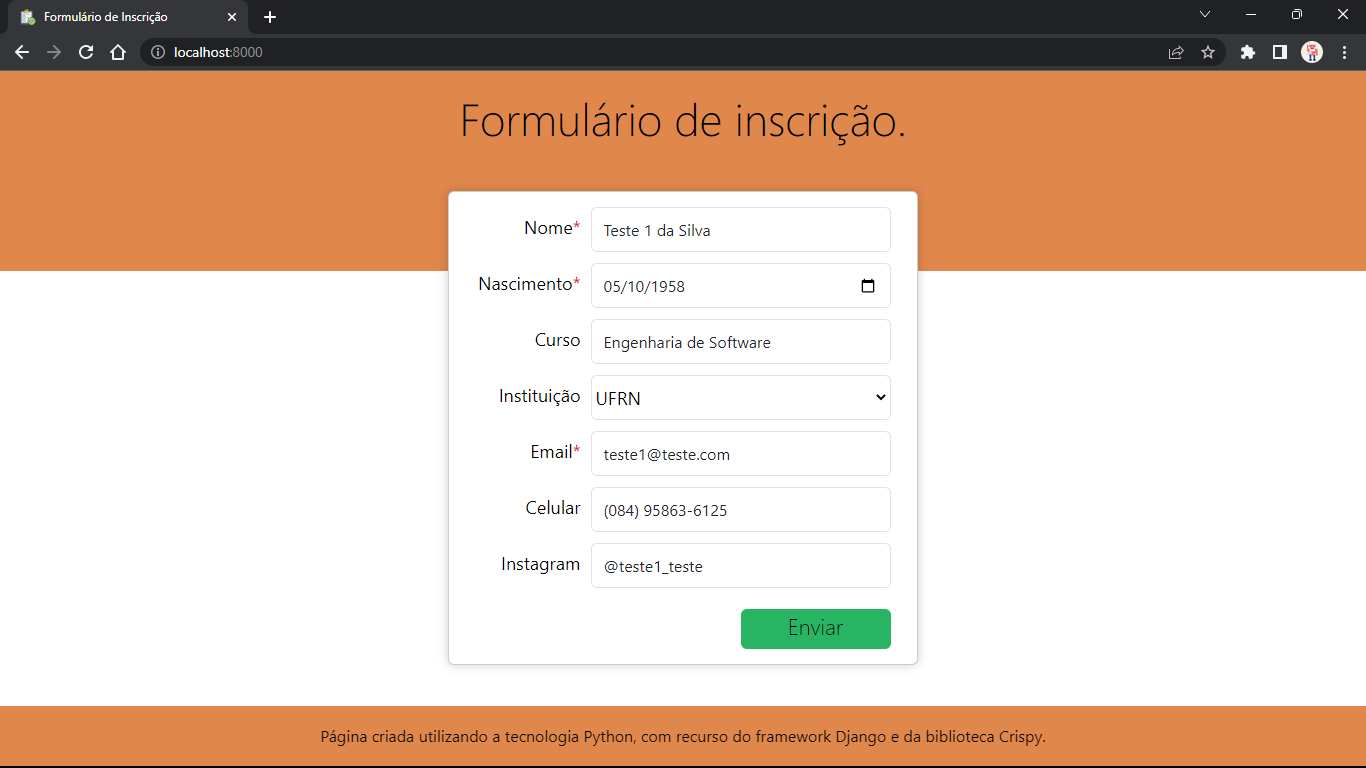 Formulário de Inscrição
localhost:8000
Formulário de inscrição.
Nome* Teste 1 da Silva
Nascimento* 05/10/1958
Curso Engenharia de Software
Instituição UFRN
Email* teste1@teste.com
Celular (084) 95863-6125
Instagram @teste1_teste
Enviar
Página criada utilizando a tecnologia Python, com recurso do framework Django e da biblioteca Crispy.